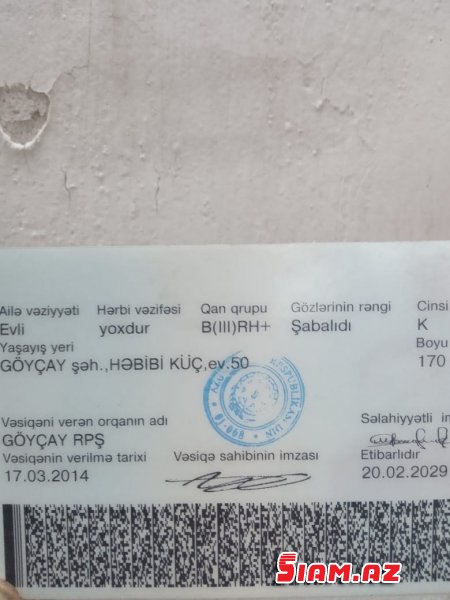 Ailə vəziyyəti Hərbi vəzifəsi Qan qrupu Gözlərinin rəngi Cinsi
Evli yoxdur B(III)RH+ Şabalıdı K
Yaşayış yeri Boyu
GÖYÇAY şəh.,HƏBİBİ KÜÇ,ev.50 170
RESPUBLIKASI DİN
Vəsiqəni verən orqanın adı Səlahiyyətli
GÖYÇAY RPŞ
Vəsiqənin verilmə tarixi Vəsiqə sahibinin imzası Etibarlıdır
17.03.2014 20.02.2029
SIAM.AZ